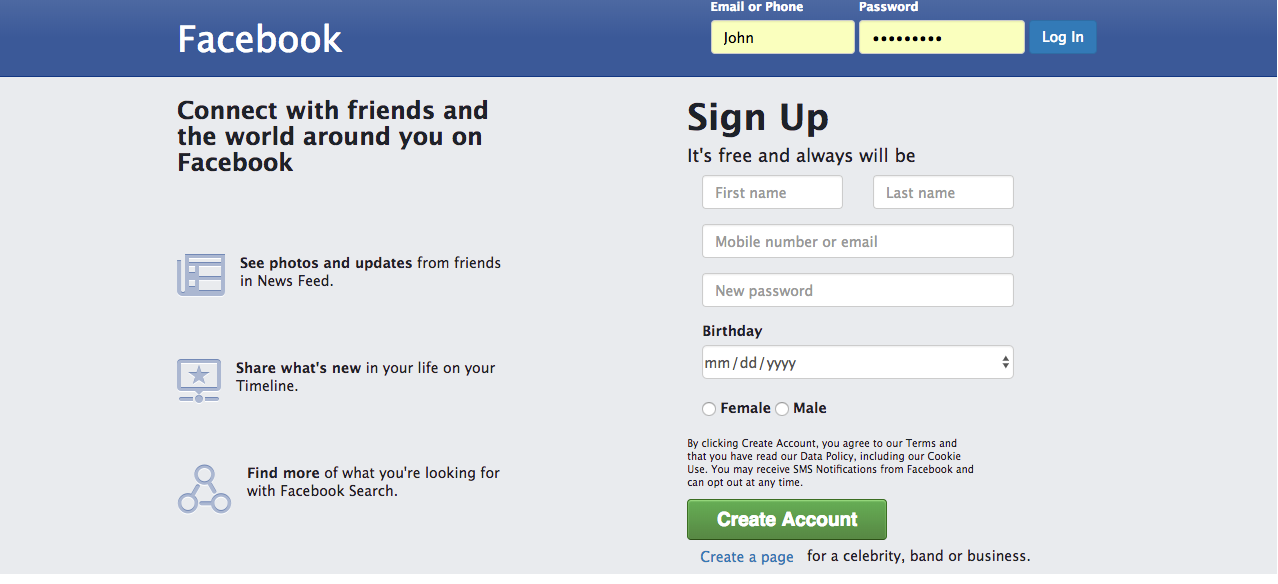 Email or Phone
Password
Facebook
John
•••••••••
Log In
Connect with friends and
the world around you on
Facebook
See photos and updates from friends
in News Feed.
Share what's new in your life on your
Timeline.
Find more of what you're looking for
with Facebook Search.
Sign Up
It's free and always will be
First name
Last name
Mobile number or email
New password
Birthday
mm/dd/yyyy
Female
Male
By clicking Create Account, you agree to our Terms and
that you have read our Data Policy, including our Cookie
Use. You may receive SMS Notifications from Facebook and
can opt out at any time.
Create Account
Create a page for a celebrity, band or business.